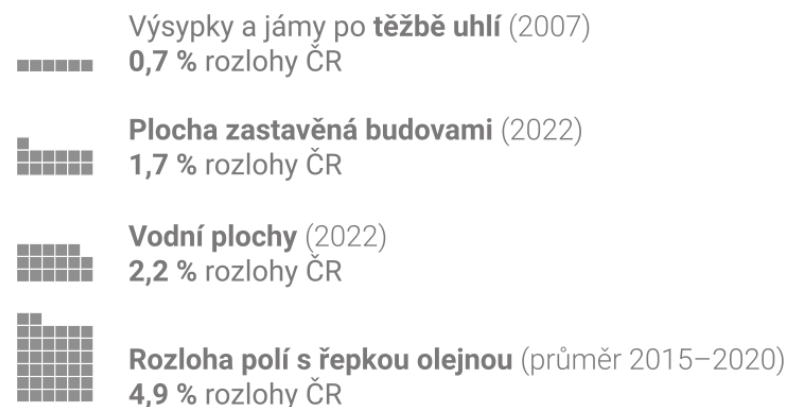 Výsypky a jámy po těžbě uhlí (2007)
0,7 % rozlohy ČR
Plocha zastavěná budovami (2022)
1,7 % rozlohy ČR
Vodní plochy (2022)
2,2 % rozlohy ČR
Rozloha polí s řepkou olejnou (průměr 2015–2020)
4,9 % rozlohy ČR